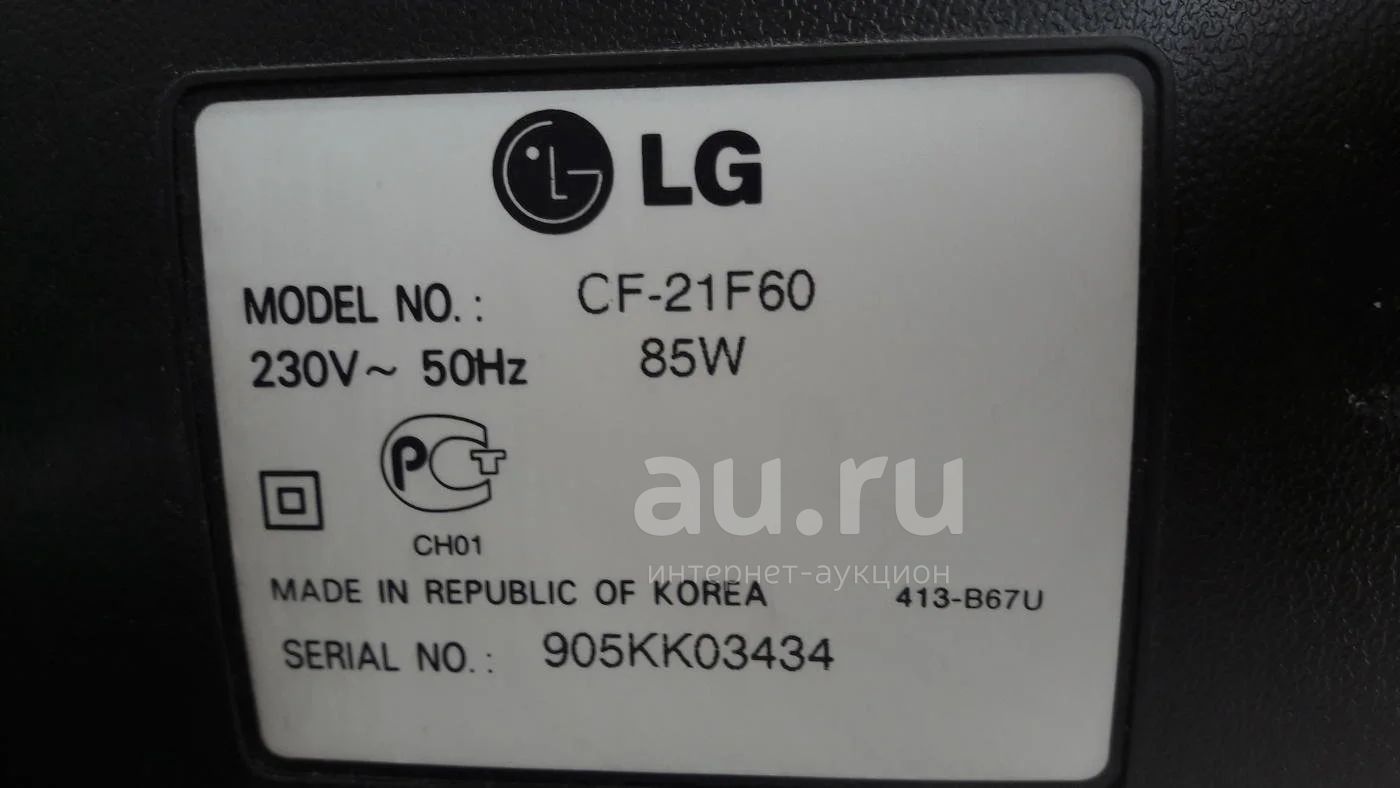 LG
MODEL NO. : CF-21F60
230V~ 50Hz 85W
PCT
CH01
au.ru
интернет-аукцион
MADE IN REPUBLIC OF KOREA 413-B67U
SERIAL NO. : 905KK03434